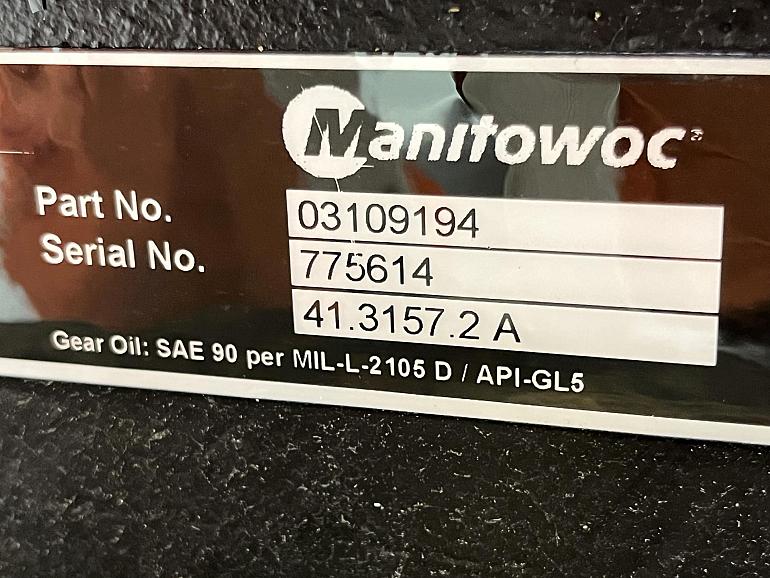 Manitowoc®
Part No. 03109194
Serial No. 775614
41.3157.2 A
Gear Oil: SAE 90 per MIL-L-2105 D / API-GL5